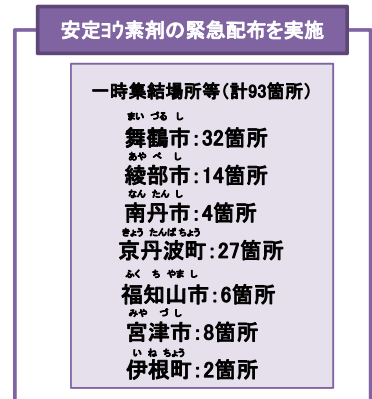 安定ヨウ素剤の緊急配布を実施
一時集結場所等(計93箇所)
まい づる し
舞鶴市:32箇所
あや べ し
綾部市:14箇所
なん たん し
南丹市:4箇所
きょう たんばちょう
京丹波町:27箇所
ふく ち やま し
福知山市:6箇所
みや づ し
宮津市:8箇所
い ね ちょう
伊根町:2箇所